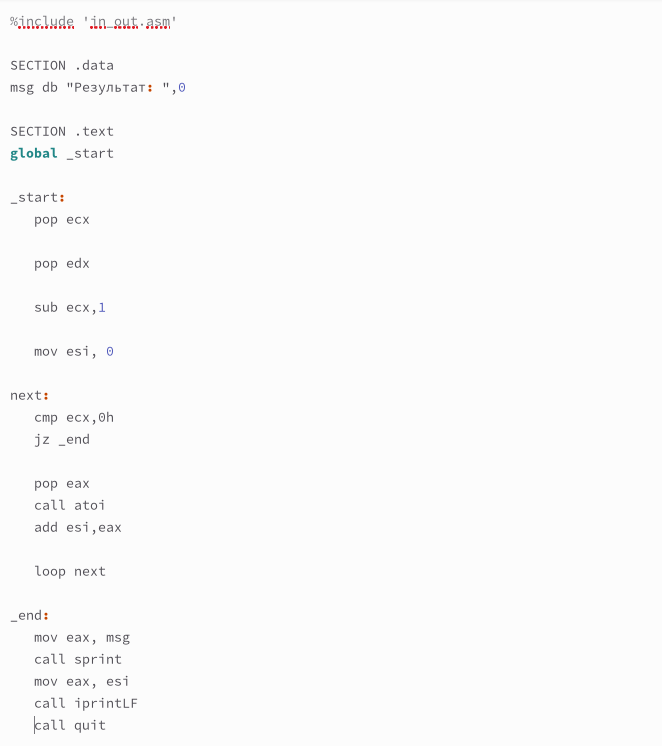 %include 'in_out.asm'
SECTION .data
msg db "Результат: ",0
SECTION .text
global _start
_start:
pop ecx
pop edx
sub ecx,1
mov esi, 0
next:
cmp ecx,0h
jz _end
pop eax
call atoi
add esi,eax
loop next
_end:
mov eax, msg
call sprint
mov eax, esi
call iprintLF
call quit